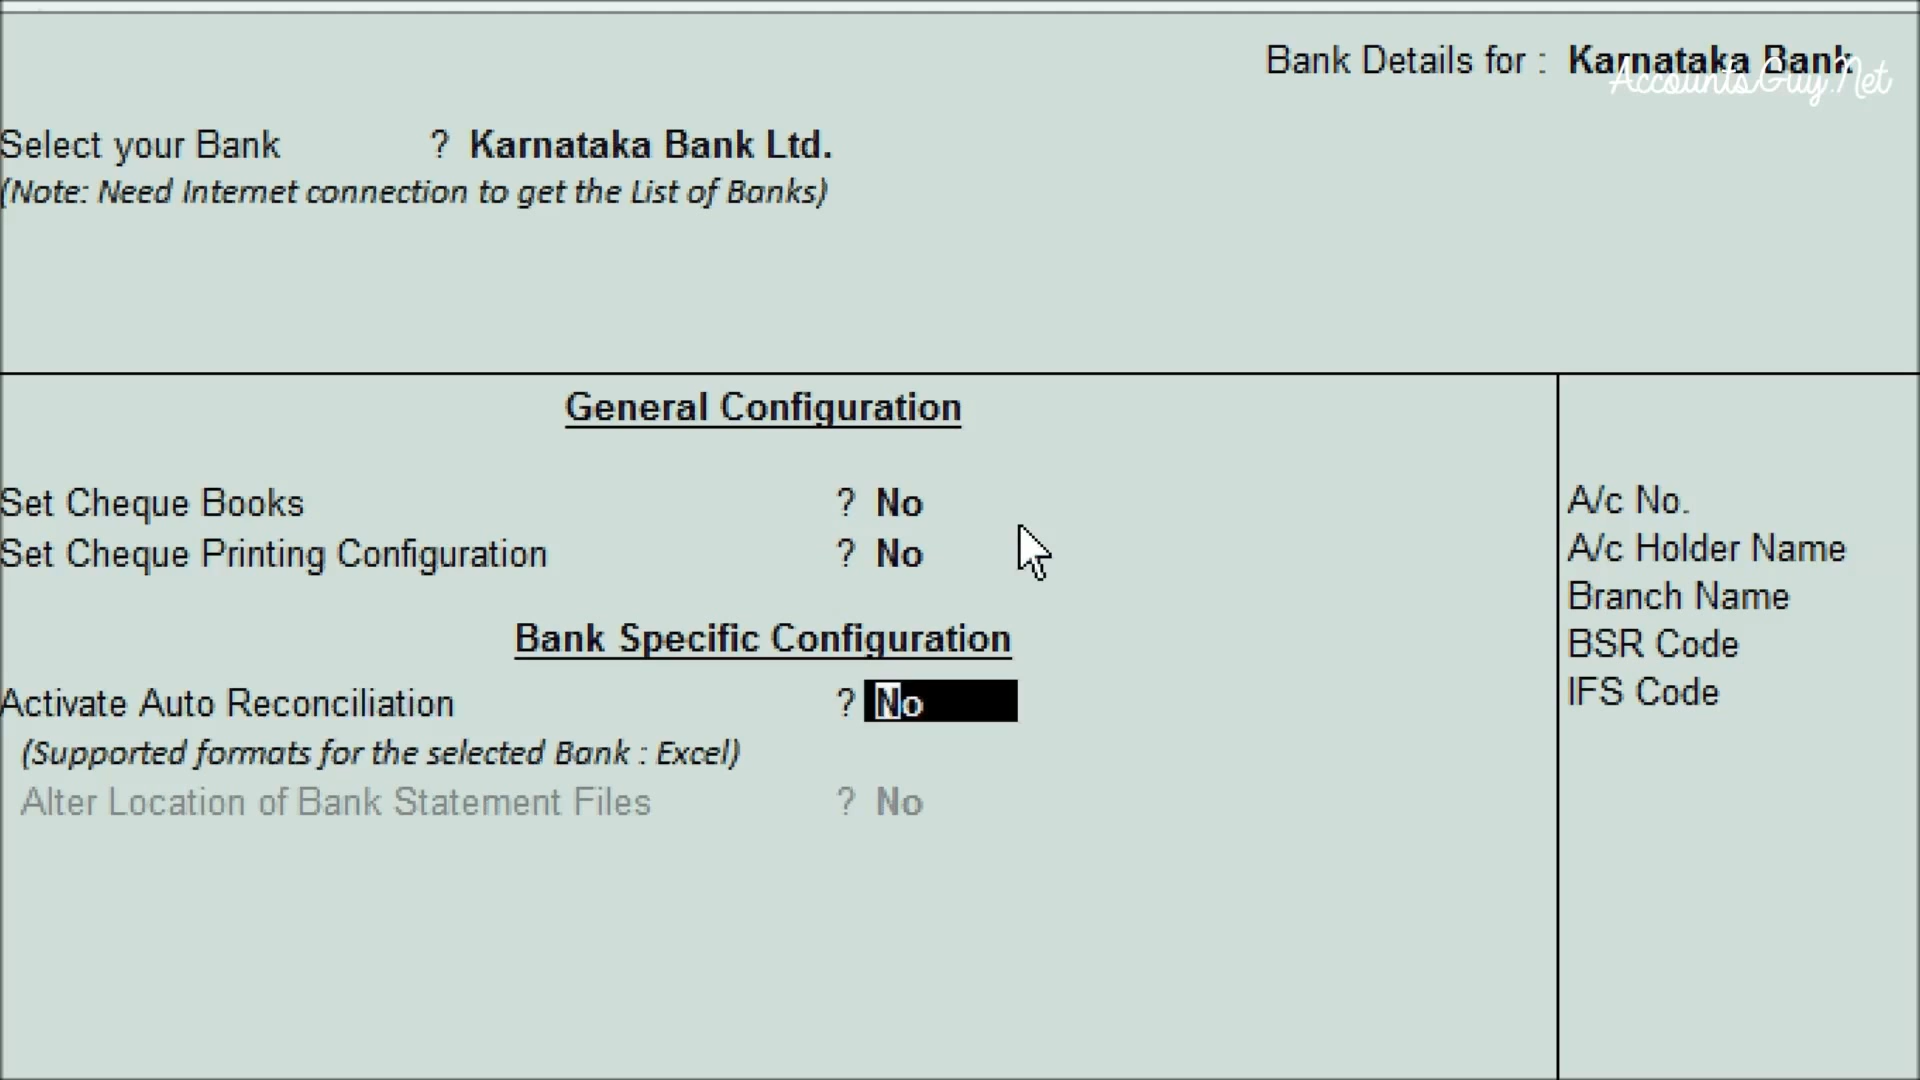 Bank Details for : Karnataka Bank
AccountsGuy.Net
Select your Bank ? Karnataka Bank Ltd.
(Note: Need Internet connection to get the List of Banks)
General Configuration
Set Cheque Books ? No
Set Cheque Printing Configuration ? No
Bank Specific Configuration
Activate Auto Reconciliation ? No
(Supported formats for the selected Bank : Excel)
Alter Location of Bank Statement Files ? No
A/c No.
A/c Holder Name
Branch Name
BSR Code
IFS Code